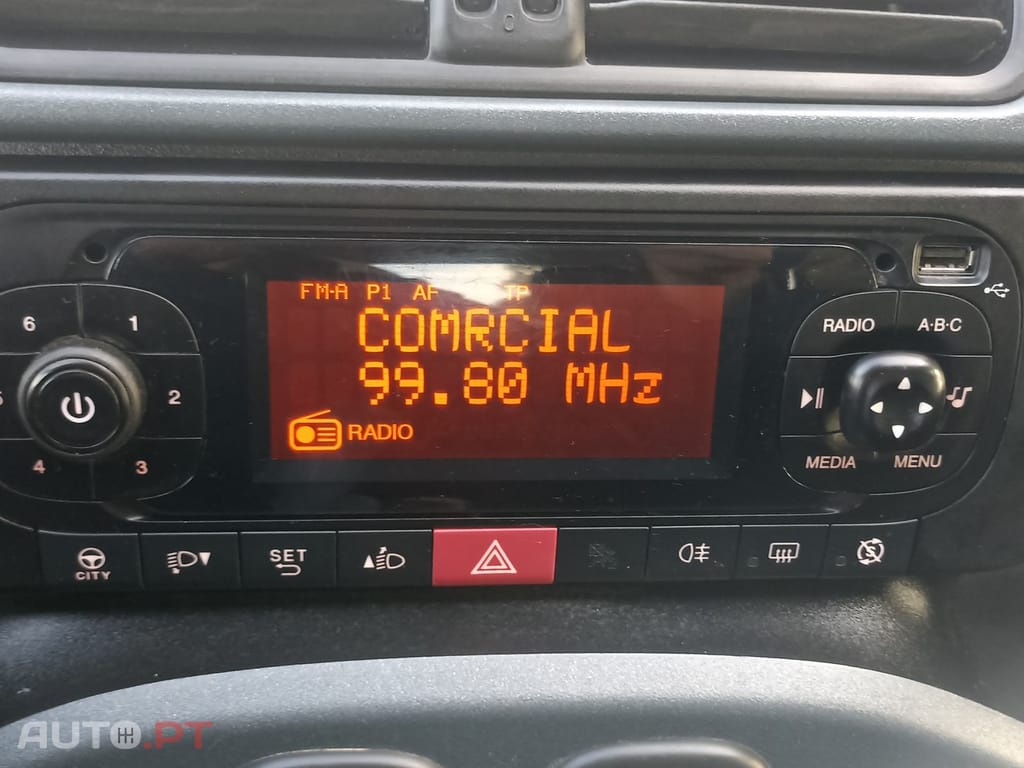 FM-A P1 AF TP
COMRCIAL
99.80 MHz
RADIO
6 1
5 2
4 3
RADIO A·B·C
MEDIA MENU
CITY
SET
AUTO.PT